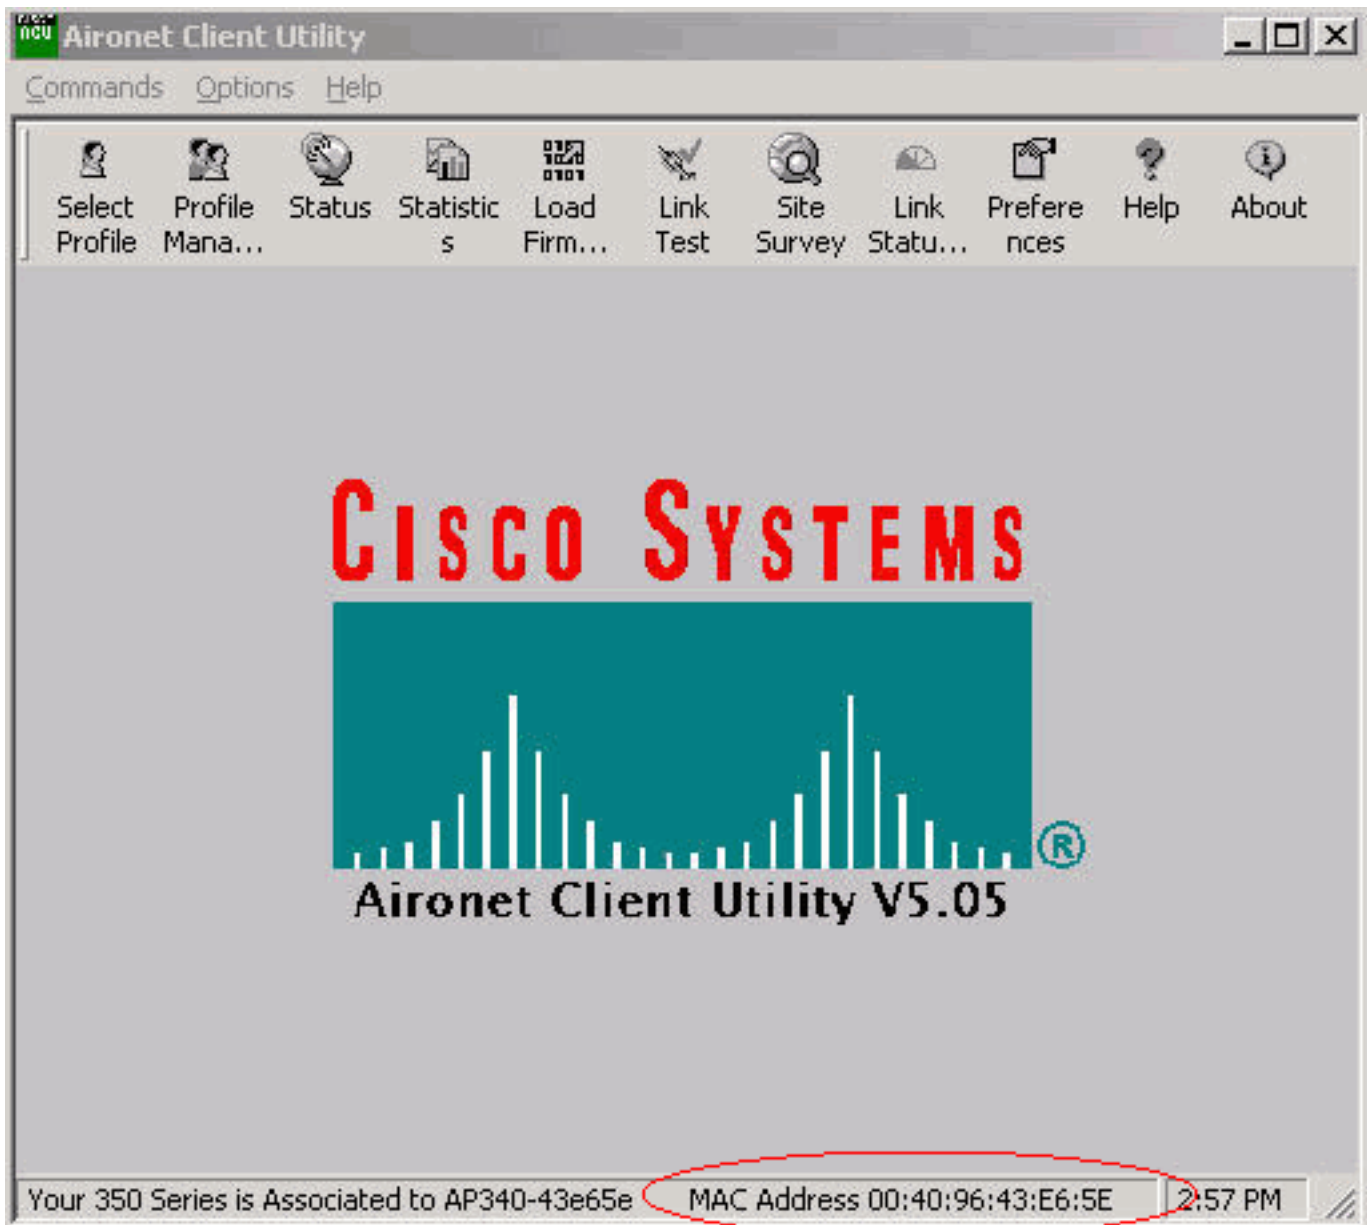 Aironet Client Utility
Commands Options Help
Select Profile
Profile Mana...
Status
Statistic s
Load Firm...
Link Test
Site Survey
Link Statu...
Prefere nces
Help
About
CISCO SYSTEMS
®
Aironet Client Utility V5.05
Your 350 Series is Associated to AP340-43e65e
MAC Address 00:40:96:43:E6:5E
2:57 PM